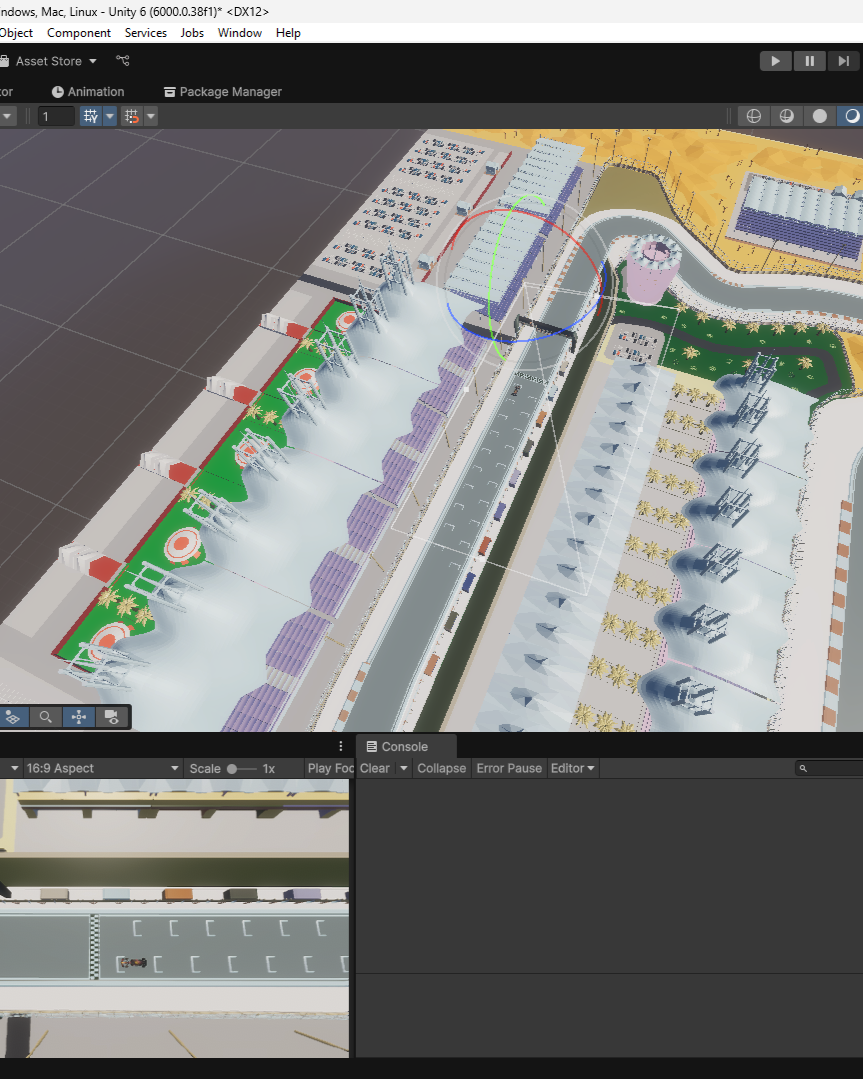 ndows, Mac, Linux - Unity 6 (6000.0.38f1)* <DX12>
Object Component Services Jobs Window Help
Asset Store
or Animation Package Manager
1
16:9 Aspect Scale 1x Play Foc
Console
Clear Collapse Error Pause Editor